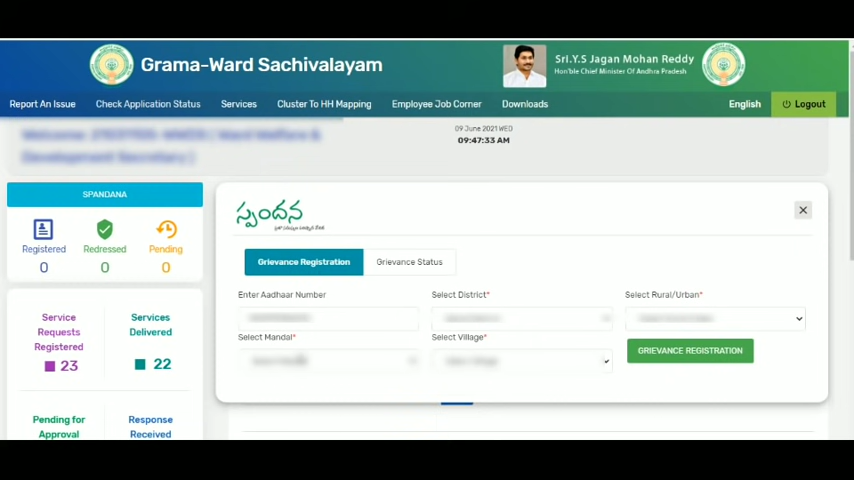 Grama-Ward Sachivalayam
Sri.Y.S Jagan Mohan Reddy
Hon'ble Chief Minister Of Andhra Pradesh
Report An Issue
Check Application Status
Services
Cluster To HH Mapping
Employee Job Corner
Downloads
English
Logout
09 June 2021 WED
09:47:33 AM
SPANDANA
Registered
Redressed
Pending
0
0
0
స్పందన
×
Grievance Registration
Grievance Status
Enter Aadhaar Number
Select District*
Select Rural/Urban*
Select Mandal*
Select Village*
GRIEVANCE REGISTRATION
Service Requests Registered
23
Services Delivered
22
Pending for Approval
Response Received